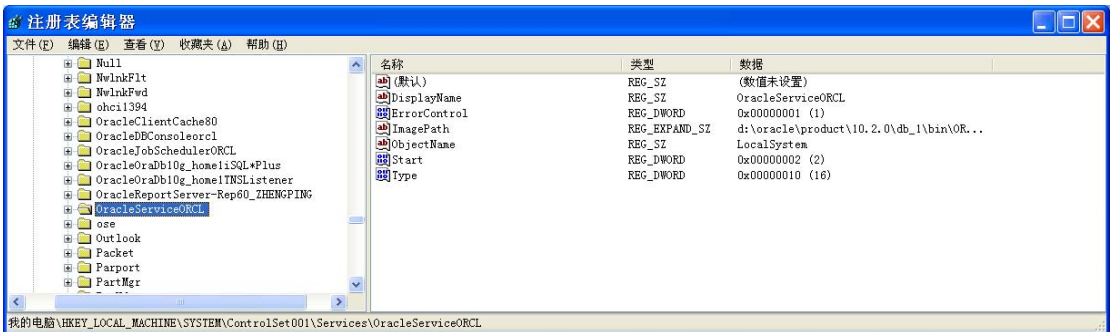 注册表编辑器
文件(F) 编辑(E) 查看(V) 收藏夹(A) 帮助(H)
Null
NwlnkFlt
NwlnkFwd
ohci1394
OracleClientCache80
OracleDBConsoleorcl
OracleJobSchedulerORCL
OracleOraDb10g_home1iSQL*Plus
OracleOraDb10g_home1TNSListener
OracleReportServer-Rep60_ZHENGPING
OracleServiceORCL
ose
Outlook
Packet
Parport
PartMgr
名称 类型 数据
(默认) REG_SZ (数值未设置)
DisplayName REG_SZ OracleServiceORCL
ErrorControl REG_DWORD 0x00000001 (1)
ImagePath REG_EXPAND_SZ d:\oracle\product\10.2.0\db_1\bin\OR...
ObjectName REG_SZ LocalSystem
Start REG_DWORD 0x00000002 (2)
Type REG_DWORD 0x00000010 (16)
我的电脑\HKEY_LOCAL_MACHINE\SYSTEM\ControlSet001\Services\OracleServiceORCL